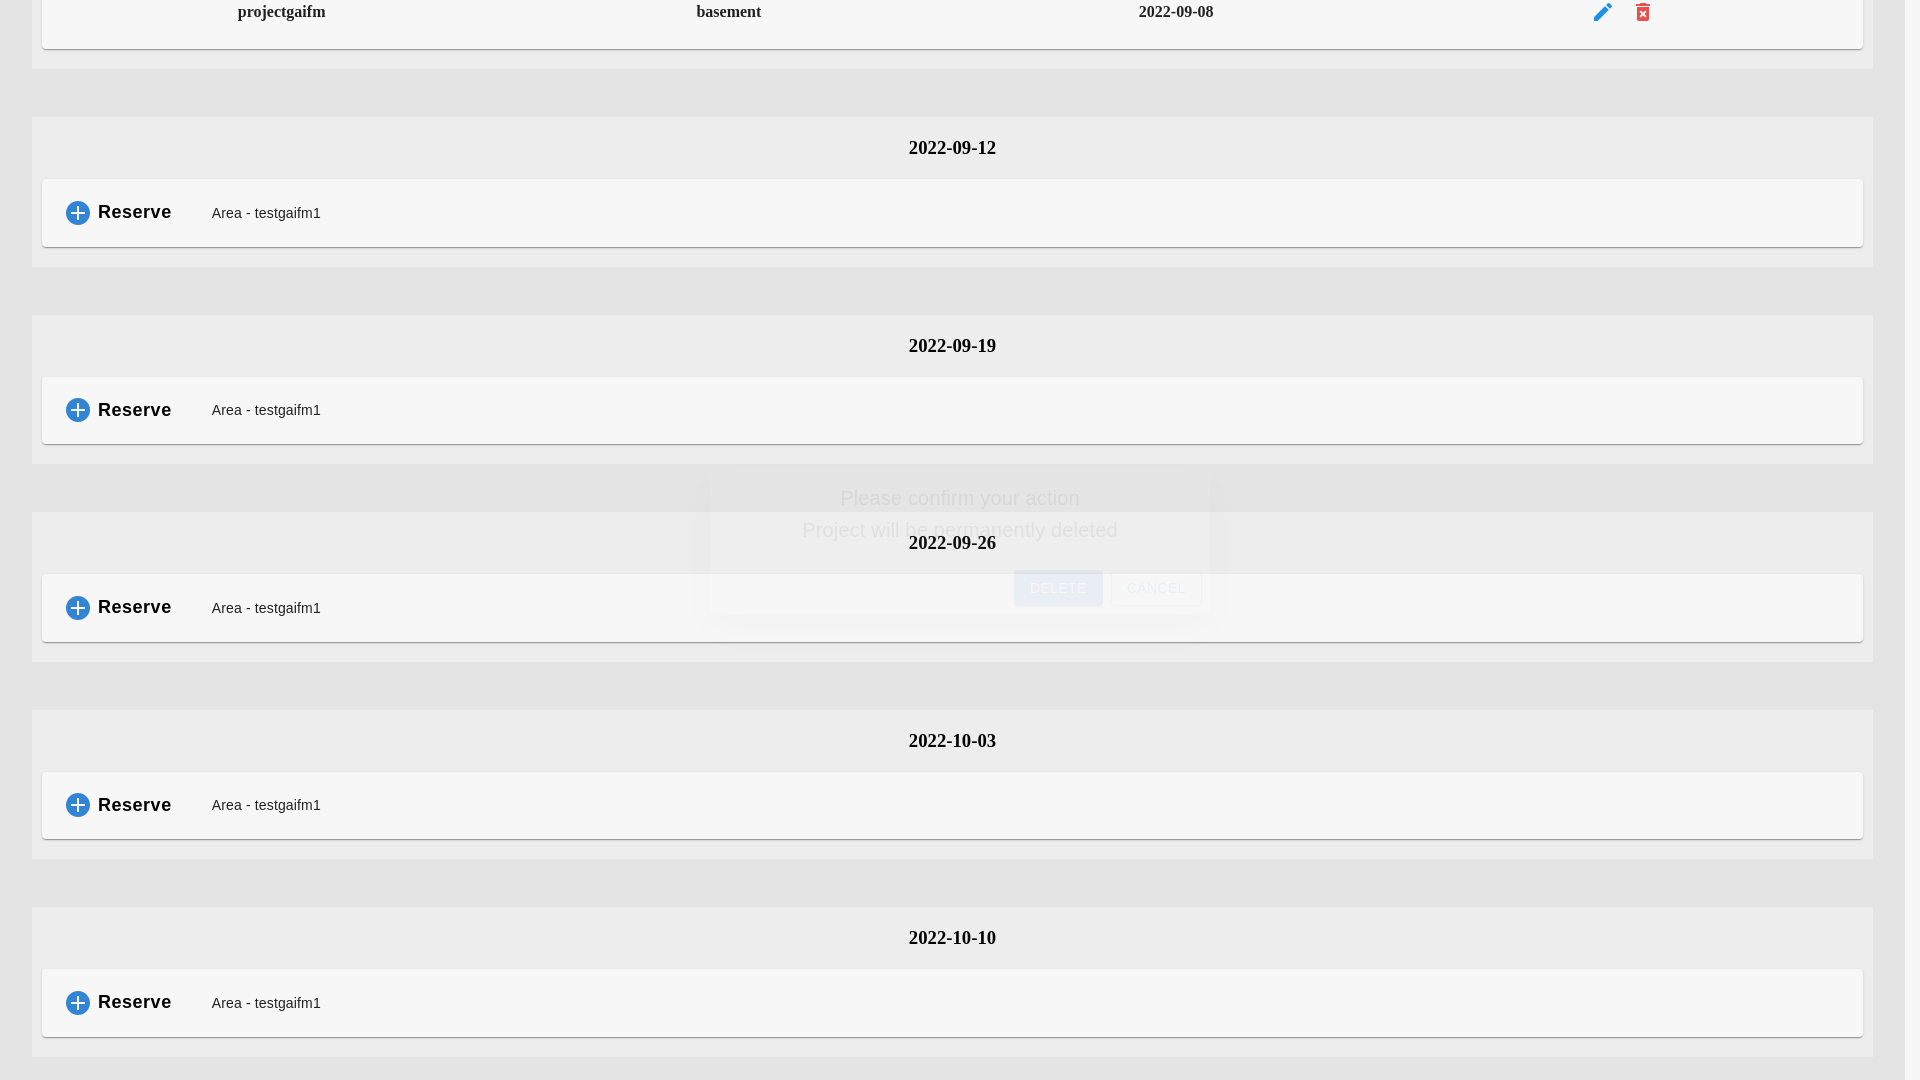 projectgaifm basement 2022-09-08
2022-09-12
Reserve Area - testgaifm1
2022-09-19
Reserve Area - testgaifm1
Please confirm your action
Project will be permanently deleted
2022-09-26
DELETE CANCEL
Reserve Area - testgaifm1
2022-10-03
Reserve Area - testgaifm1
2022-10-10
Reserve Area - testgaifm1